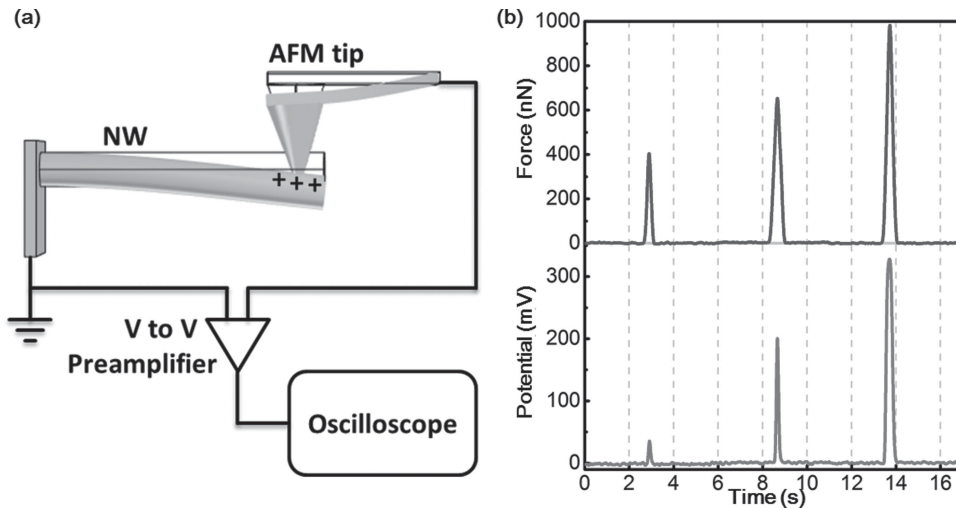 (a)
AFM tip
NW
+ + +
V to V
Preamplifier
Oscilloscope
(b)
Force (nN)
1000
800
600
400
200
0
Potential (mV)
300
200
100
0
0 2 4 6 8 10 12 14 16
Time (s)